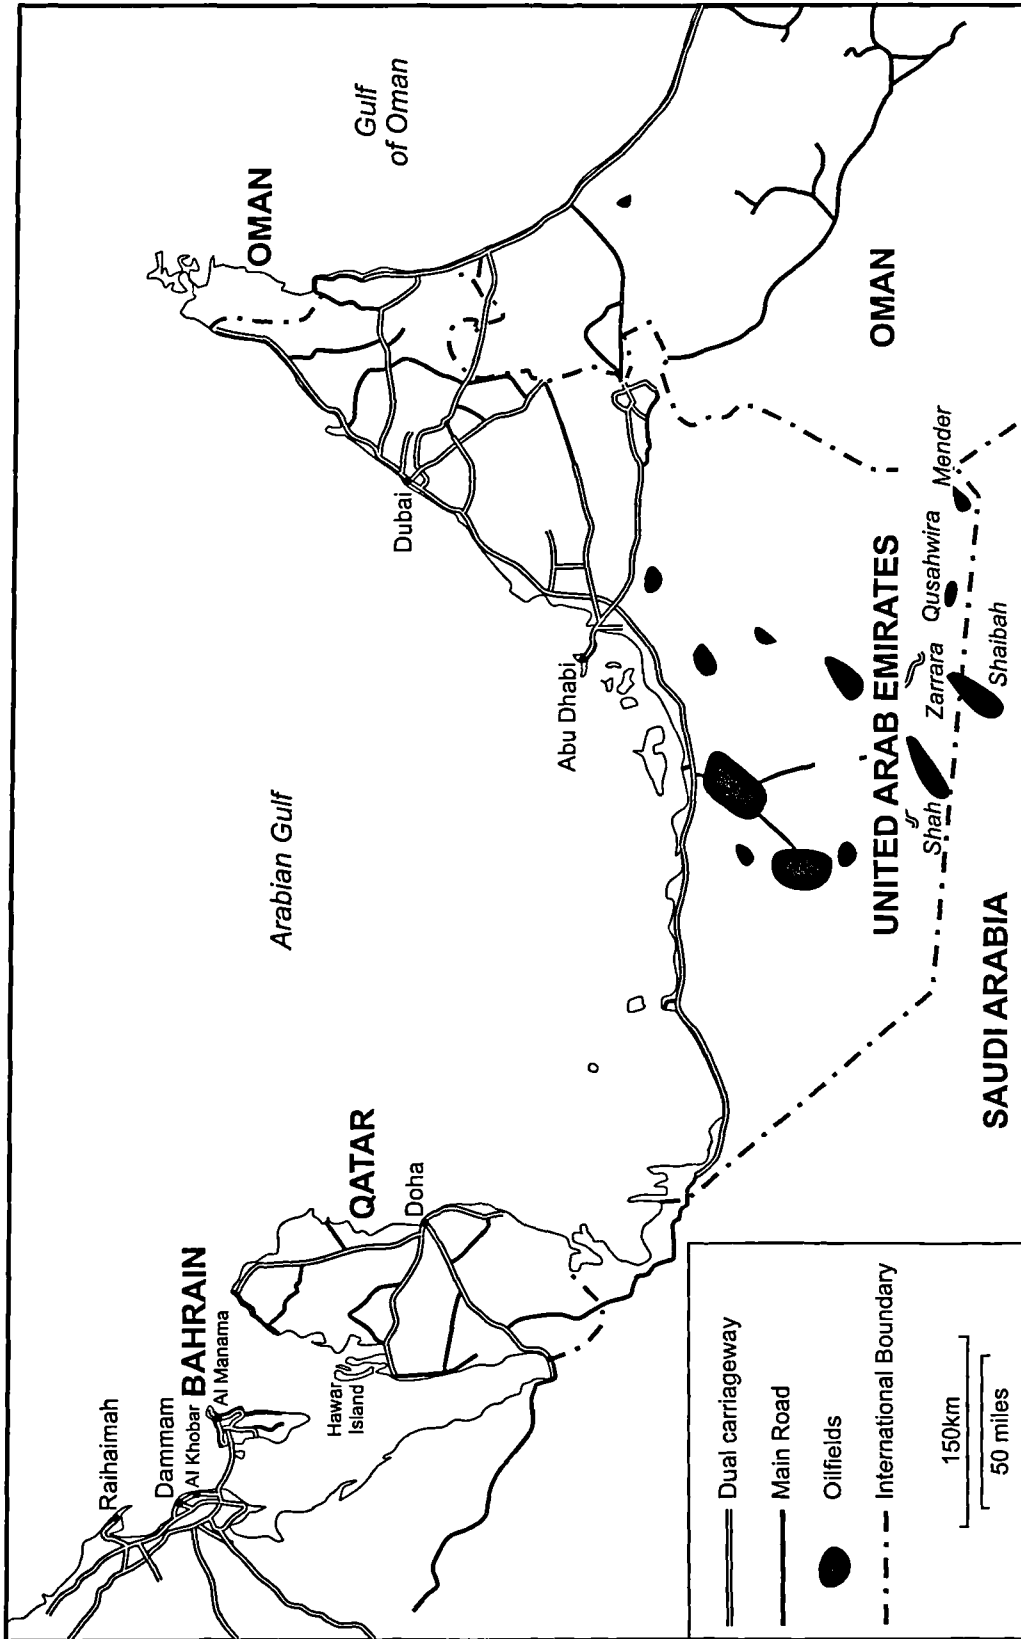 Raihaimah
Dammam
Al Khobar
BAHRAIN
Al Manama
Hawar
Island
QATAR
Doha
Arabian Gulf
Abu Dhabi
Dubai
OMAN
Gulf
of Oman
UNITED ARAB EMIRATES
OMAN
Shah
Zarrara
Qusahwira
Mender
Shaibah
SAUDI ARABIA
Dual carriageway
Main Road
Oilfields
International Boundary
150km
50 miles